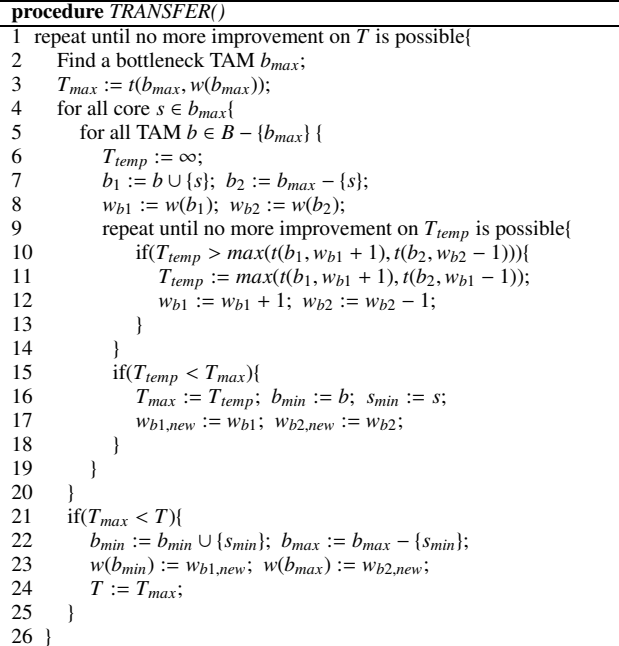 procedure TRANSFER()
1 repeat until no more improvement on T is possible{
2 Find a bottleneck TAM b_max;
3 T_max := t(b_max, w(b_max));
4 for all core s ∈ b_max{
5 for all TAM b ∈ B − {b_max} {
6 T_temp := ∞;
7 b_1 := b ∪ {s}; b_2 := b_max − {s};
8 w_b1 := w(b_1); w_b2 := w(b_2);
9 repeat until no more improvement on T_temp is possible{
10 if(T_temp > max(t(b_1, w_b1 + 1), t(b_2, w_b2 − 1))){
11 T_temp := max(t(b_1, w_b1 + 1), t(b_2, w_b1 − 1));
12 w_b1 := w_b1 + 1; w_b2 := w_b2 − 1;
13 }
14 }
15 if(T_temp < T_max){
16 T_max := T_temp; b_min := b; s_min := s;
17 w_b1,new := w_b1; w_b2,new := w_b2;
18 }
19 }
20 }
21 if(T_max < T){
22 b_min := b_min ∪ {s_min}; b_max := b_max − {s_min};
23 w(b_min) := w_b1,new; w(b_max) := w_b2,new;
24 T := T_max;
25 }
26 }